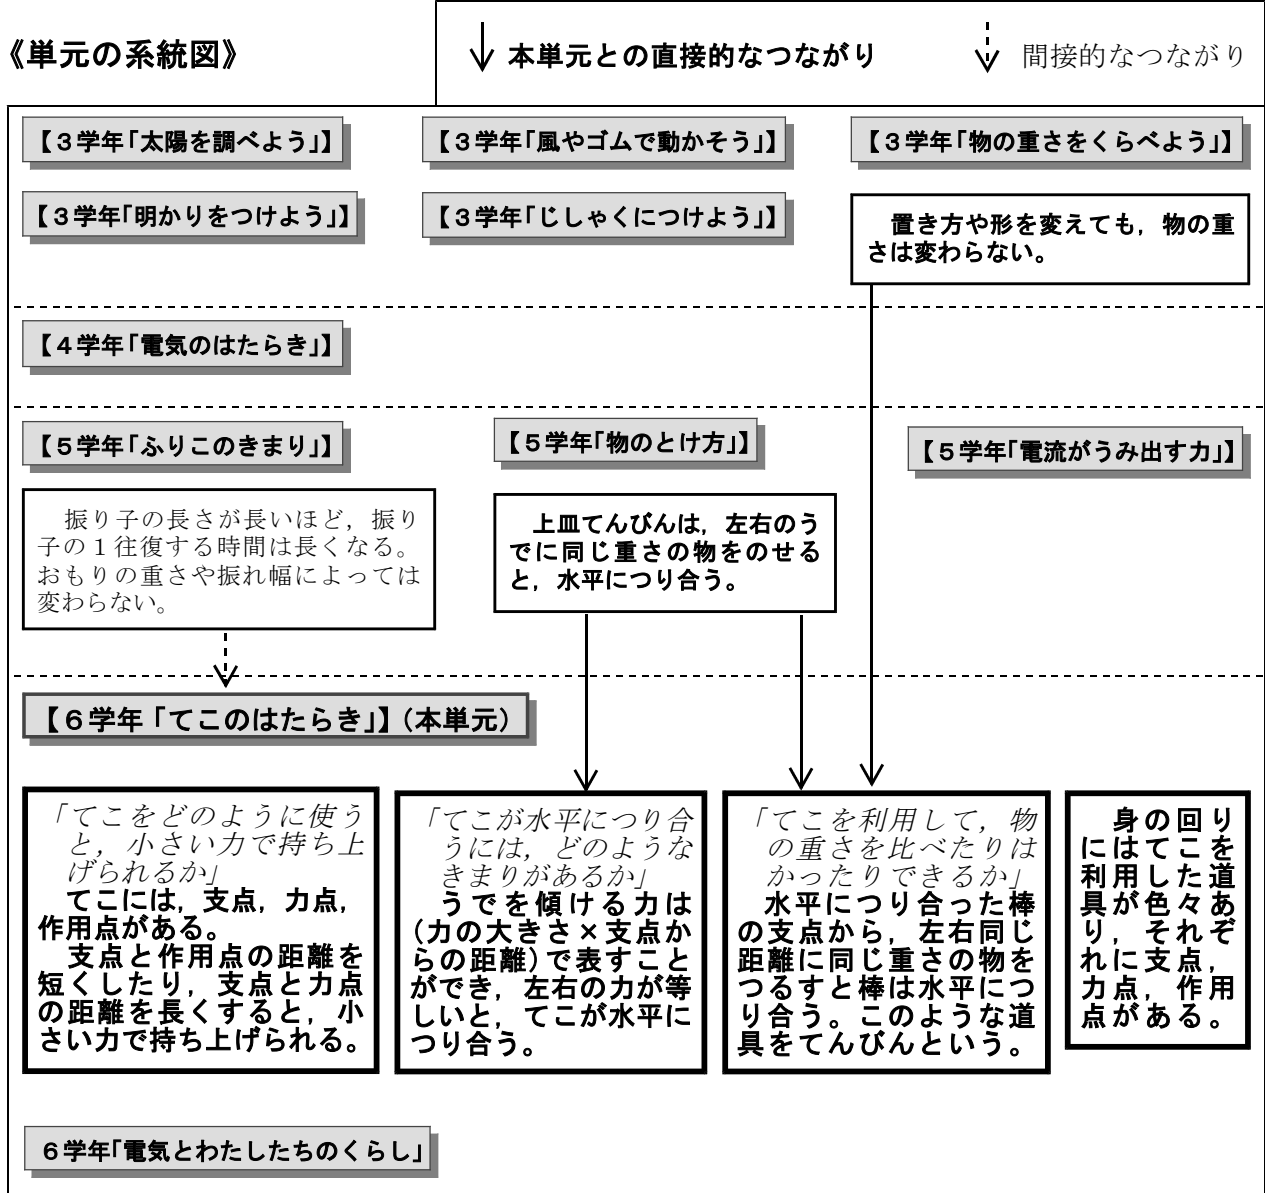 《単元の系統図》
本単元との直接的なつながり
間接的なつながり
【３学年「太陽を調べよう」】
【３学年「風やゴムで動かそう」】
【３学年「物の重さをくらべよう」】
【３学年「明かりをつけよう」】
【３学年「じしゃくにつけよう」】
置き方や形を変えても，物の重
さは変わらない。
【４学年「電気のはたらき」】
【５学年「ふりこのきまり」】
【５学年「物のとけ方」】
【５学年「電流がうみ出す力」】
振り子の長さが長いほど，振り
子の１往復する時間は長くなる。
おもりの重さや振れ幅によっては
変わらない。
上皿てんびんは，左右のう
でに同じ重さの物をのせる
と，水平につり合う。
【６学年「てこのはたらき」】（本単元）
「てこをどのように使う
と，小さい力で持ち上
げられるか」
てこには，支点，力点，
作用点がある。
支点と作用点の距離を
短くしたり，支点と力点
の距離を長くすると，小
さい力で持ち上げられる。
「てこが水平につり合
うには，どのような
きまりがあるか」
うでを傾ける力は
（力の大きさ×支点か
らの距離）で表すこと
ができ，左右の力が等
しいと，てこが水平に
つり合う。
「てこを利用して，物
の重さを比べたりは
かったりできるか」
水平につり合った棒
の支点から，左右同じ
距離に同じ重さの物を
つるすと棒は水平につ
り合う。このような道
具をてんびんという。
身の回り
にはてこを
利用した道
具が色々あ
り，それぞ
れに支点，
力点，作用
点がある。
６学年「電気とわたしたちのくらし」